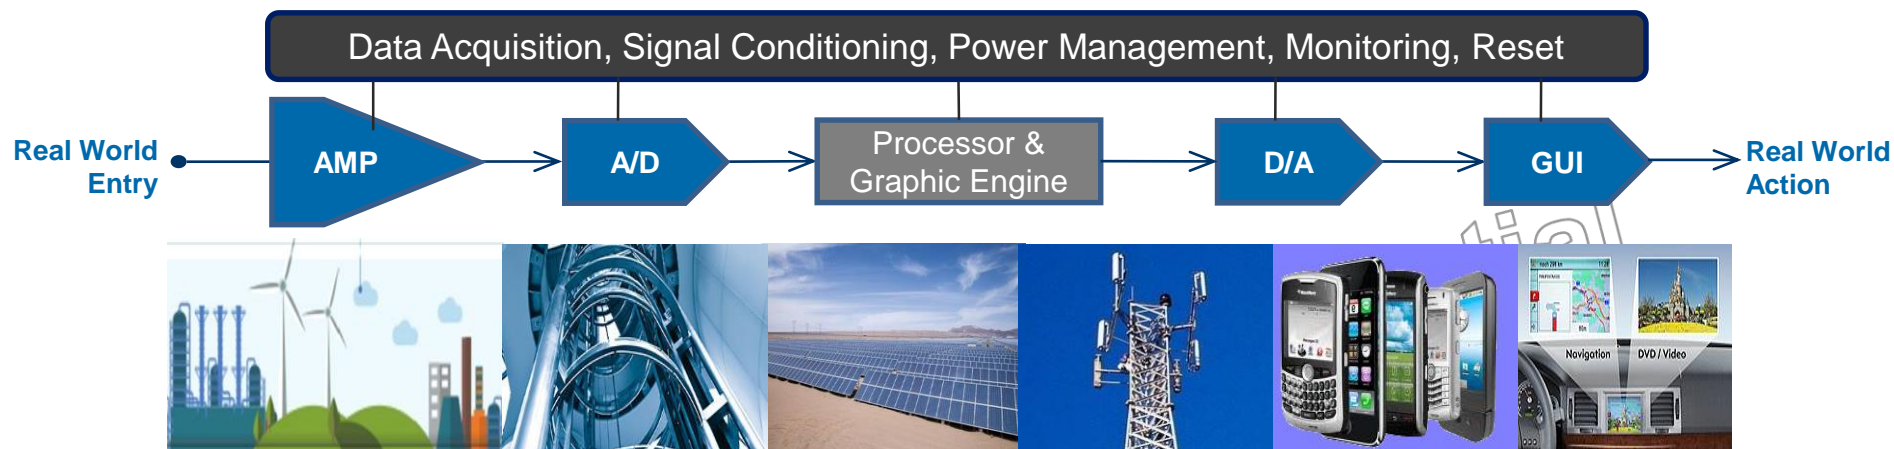 Data Acquisition, Signal Conditioning, Power Management, Monitoring, Reset
Real World
Entry
AMP
A/D
Processor &
Graphic Engine
D/A
GUI
Real World
Action
tial
Navigation
DVD / Video